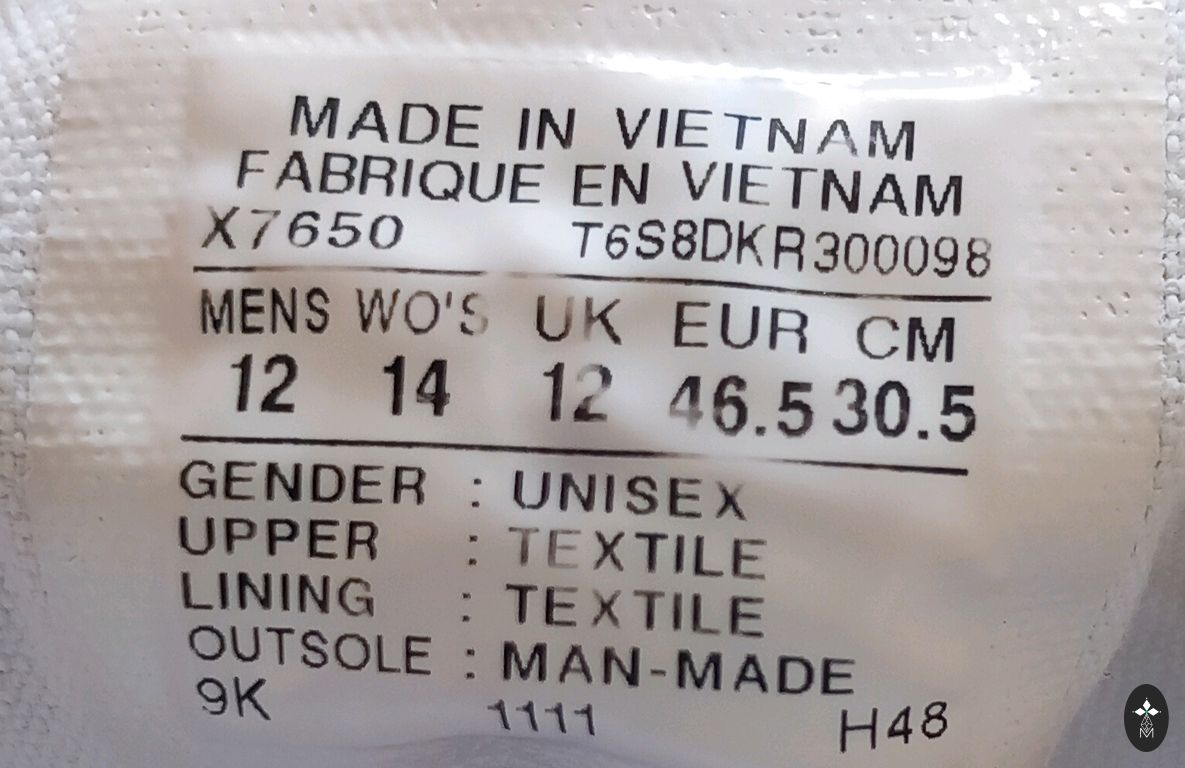 MADE IN VIETNAM
FABRIQUE EN VIETNAM
X7650 T6S8DKR300098
MENS WO'S UK EUR CM
12 14 12 46.5 30.5
GENDER : UNISEX
UPPER : TEXTILE
LINING : TEXTILE
OUTSOLE : MAN-MADE
9K 1111 H48
M